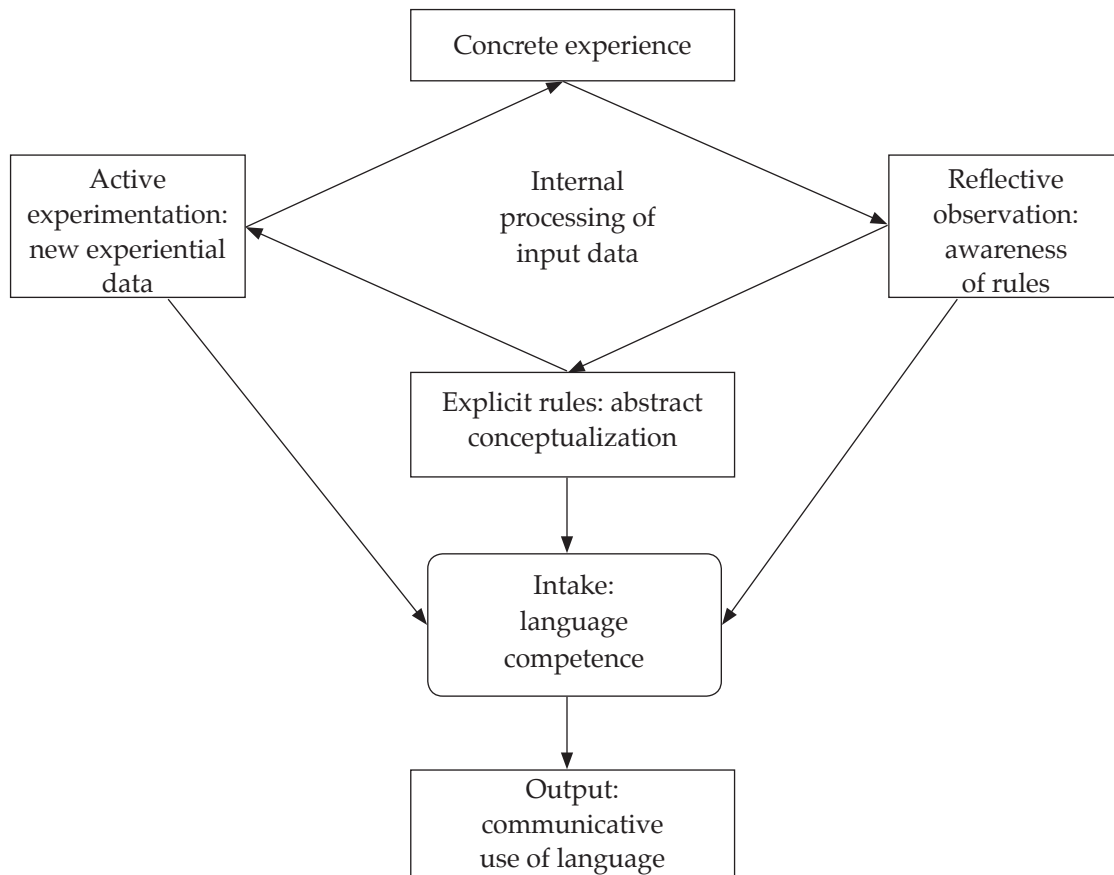 Concrete experience
Active
experimentation:
new experiential
data
Internal
processing of
input data
Reflective
observation:
awareness
of rules
Explicit rules: abstract
conceptualization
Intake:
language
competence
Output:
communicative
use of language